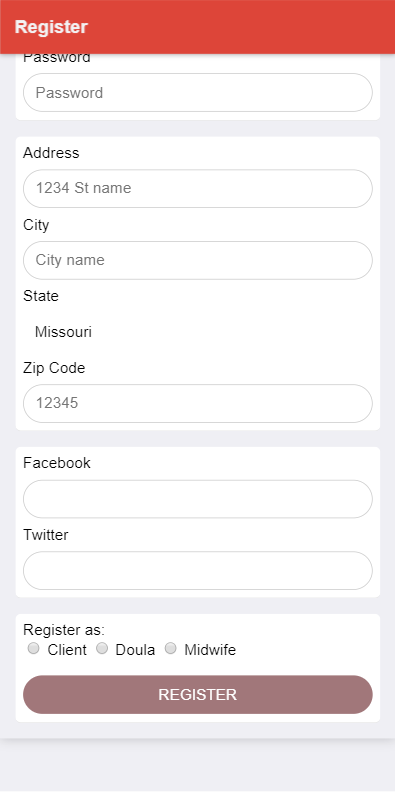 Register
Password
Password
Address
1234 St name
City
City name
State
Missouri
Zip Code
12345
Facebook
Twitter
Register as:
Client Doula Midwife
REGISTER